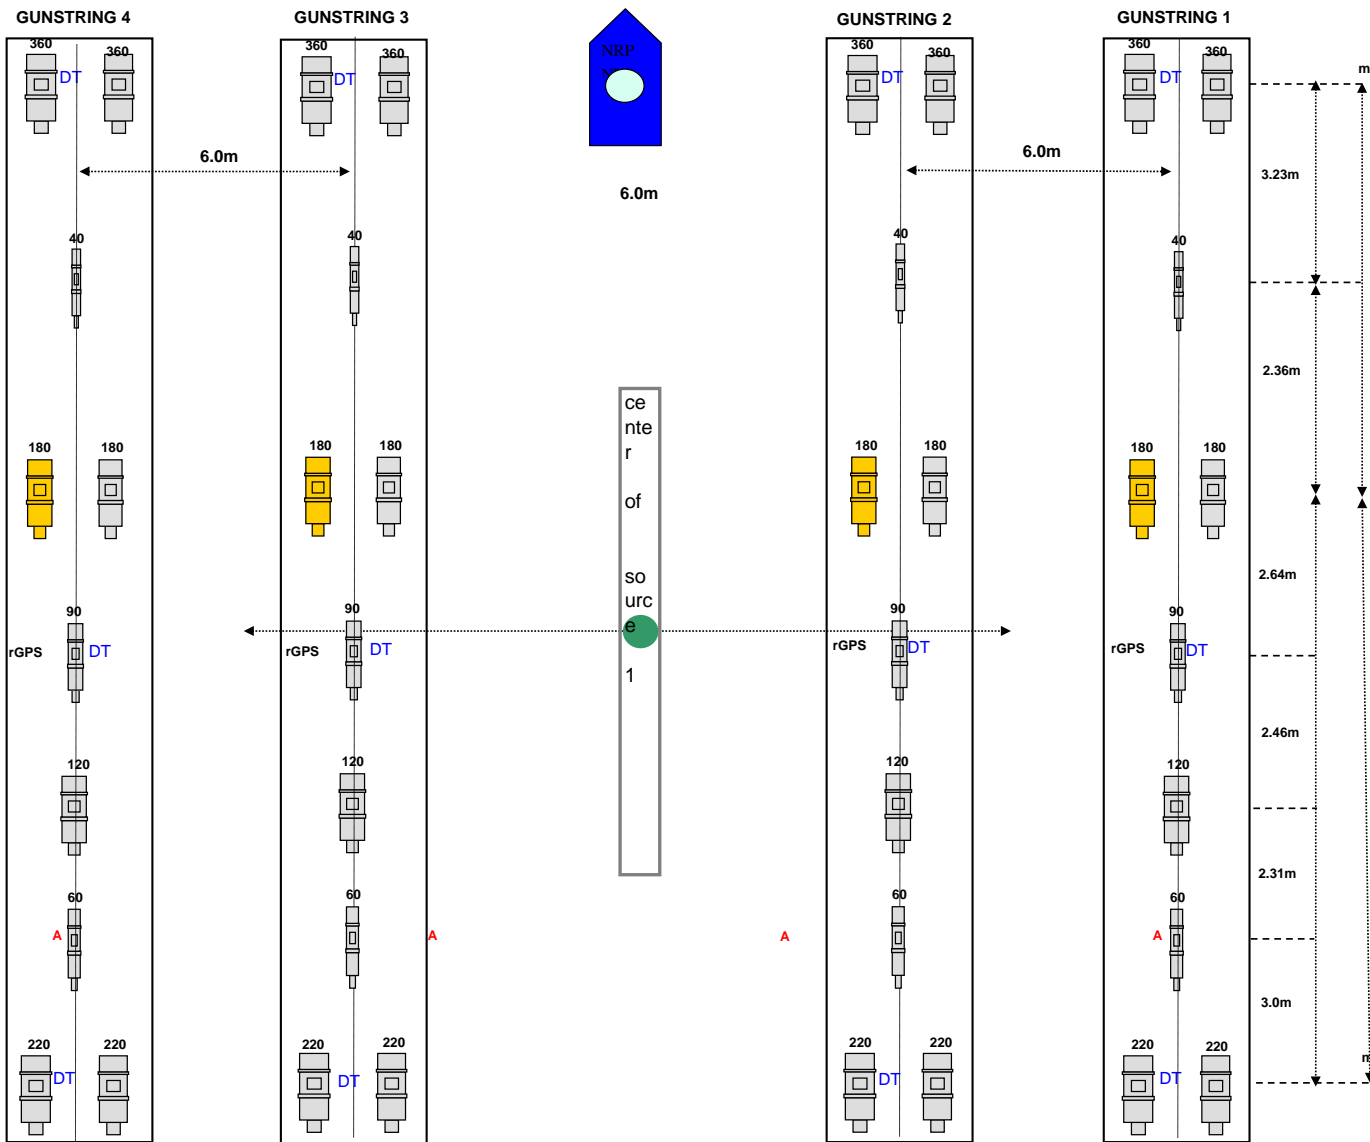 GUNSTRING 4 GUNSTRING 3 GUNSTRING 2 GUNSTRING 1
360 360 360 360 360 360 360
NRP
DT DT DT DT
m
6.0m 6.0m
3.23m
6.0m
40 40 40 40
2.36m
ce
nte
r
of
so
urc
e
1
180 180 180 180 180 180 180 180
2.64m
90 90 90 90
rGPS DT rGPS DT rGPS DT rGPS DT
2.46m
120 120 120 120
2.31m
60 60 60 60
A A A A
3.0m
220 220 220 220 220 220 220 220
DT DT DT DT
m